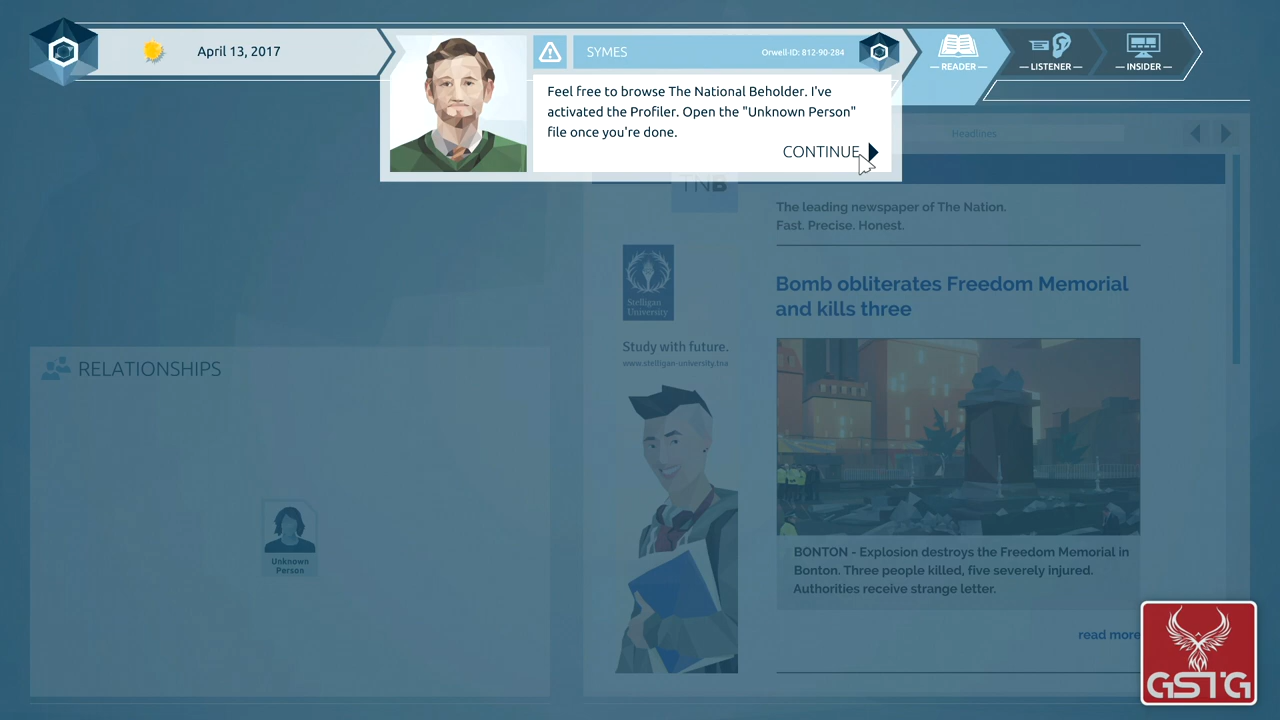 April 13, 2017
SYMES
Orwell-ID: 812-90-284
Feel free to browse The National Beholder. I've
activated the Profiler. Open the "Unknown Person"
file once you're done.
CONTINUE
— READER —
— LISTENER —
— INSIDER —
Headlines
TNB
The leading newspaper of The Nation.
Fast. Precise. Honest.
Stelligan
University
Bomb obliterates Freedom Memorial
and kills three
Study with future.
www.stelligan-university.tna
RELATIONSHIPS
Unknown
Person
BONTON - Explosion destroys the Freedom Memorial in
Bonton. Three people killed, five severely injured.
Authorities receive strange letter.
read more
GSTG